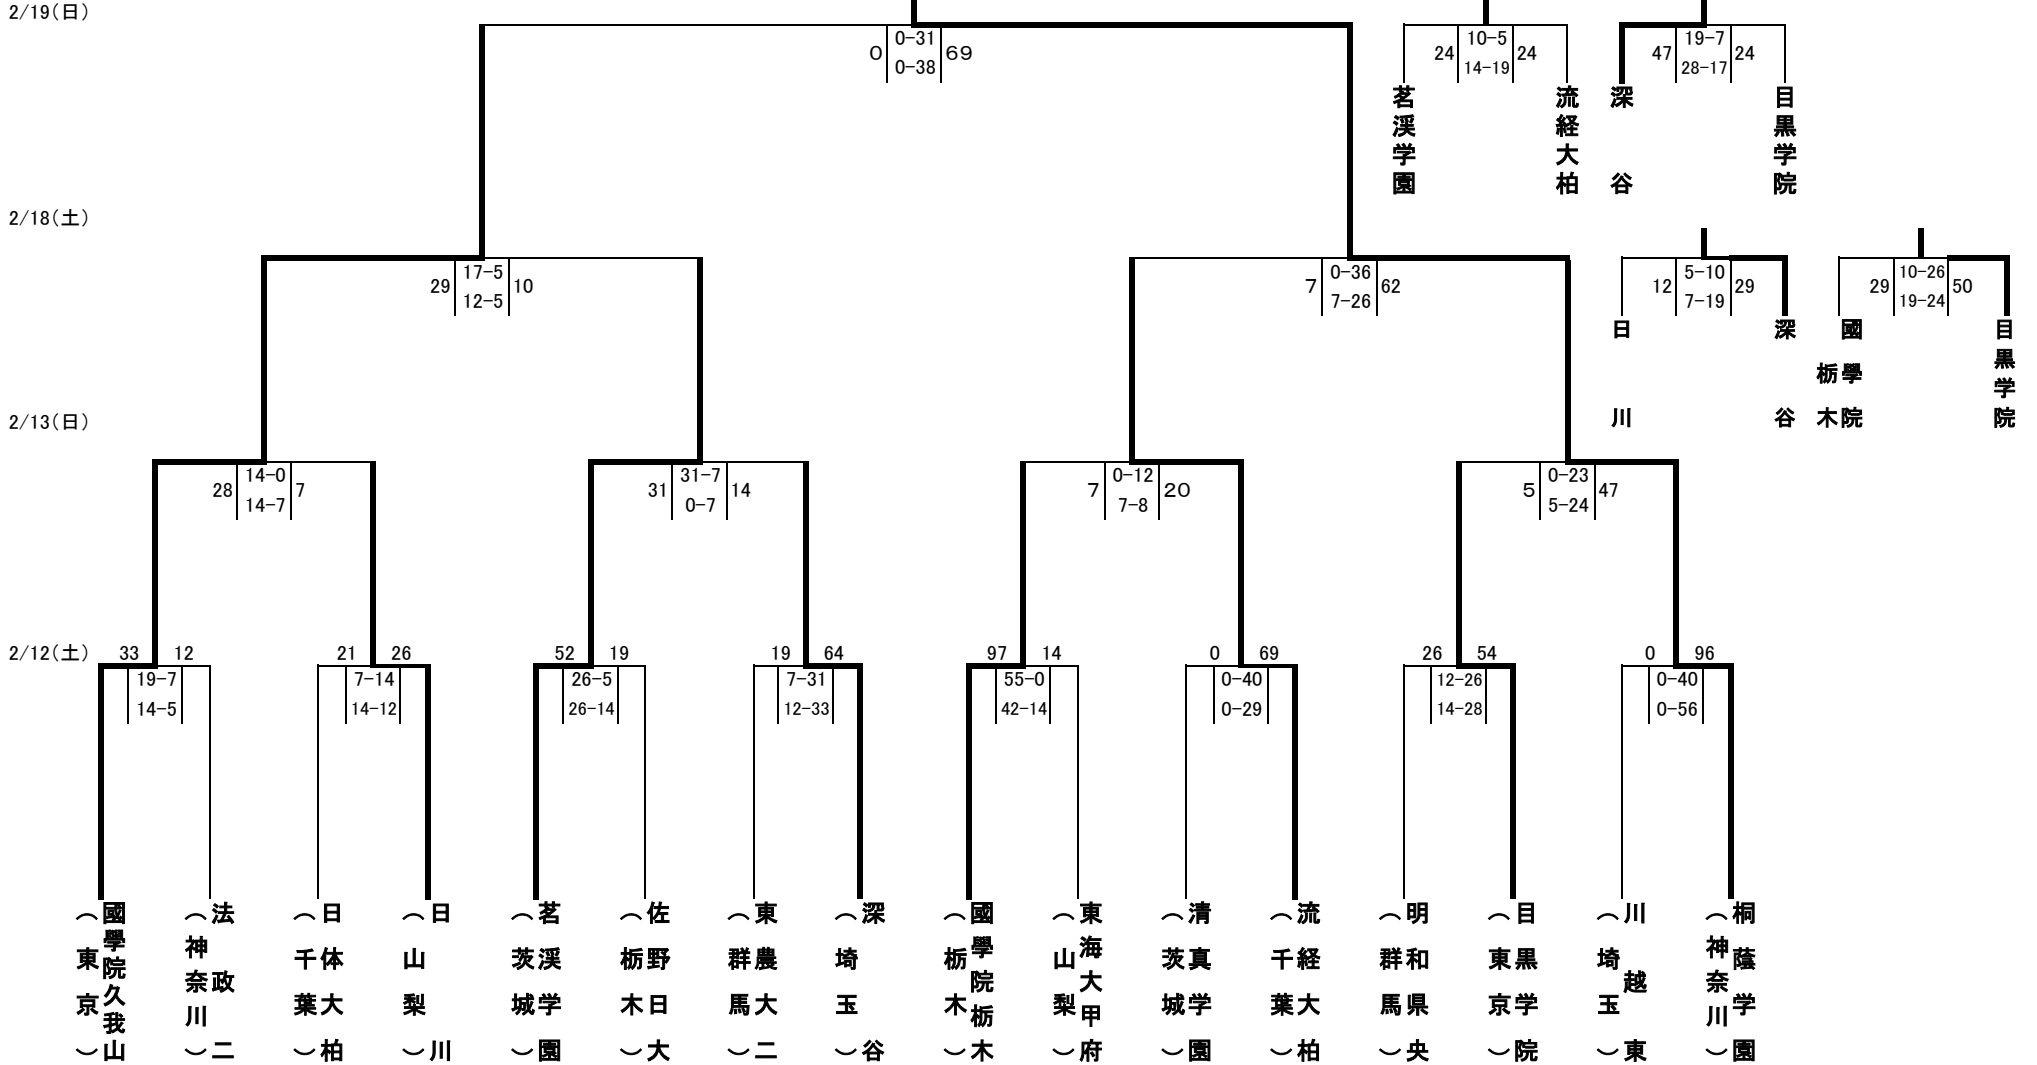 2/19(日)
0 0-31 69
0-38
24 10-5 24
14-19
47 19-7 24
28-17
茗渓学園
流経大柏
深谷
目黒学院
2/18(土)
29 17-5 10
12-5
7 0-36 62
7-26
12 5-10 29
7-19
29 10-26 50
19-24
日川
深谷
國學院栃木
目黒学院
2/13(日)
28 14-0 7
14-7
31 31-7 14
0-7
7 0-12 20
7-8
5 0-23 47
5-24
2/12(土)
33 12
19-7
14-5
21 26
7-14
14-12
52 19
26-5
26-14
19 64
7-31
12-33
97 14
55-0
42-14
0 69
0-40
0-29
26 54
12-26
14-28
0 96
0-40
0-56
國學院久我山
(東京)
法政二
(神奈川)
日体大柏
(千葉)
日川
(山梨)
茗渓学園
(茨城)
佐野日大
(栃木)
東農大二
(群馬)
深谷
(埼玉)
國學院栃木
(栃木)
東海大甲府
(山梨)
清真学園
(茨城)
流経大柏
(千葉)
明和県央
(群馬)
目黒学院
(東京)
川越東
(埼玉)
桐蔭学園
(神奈川)